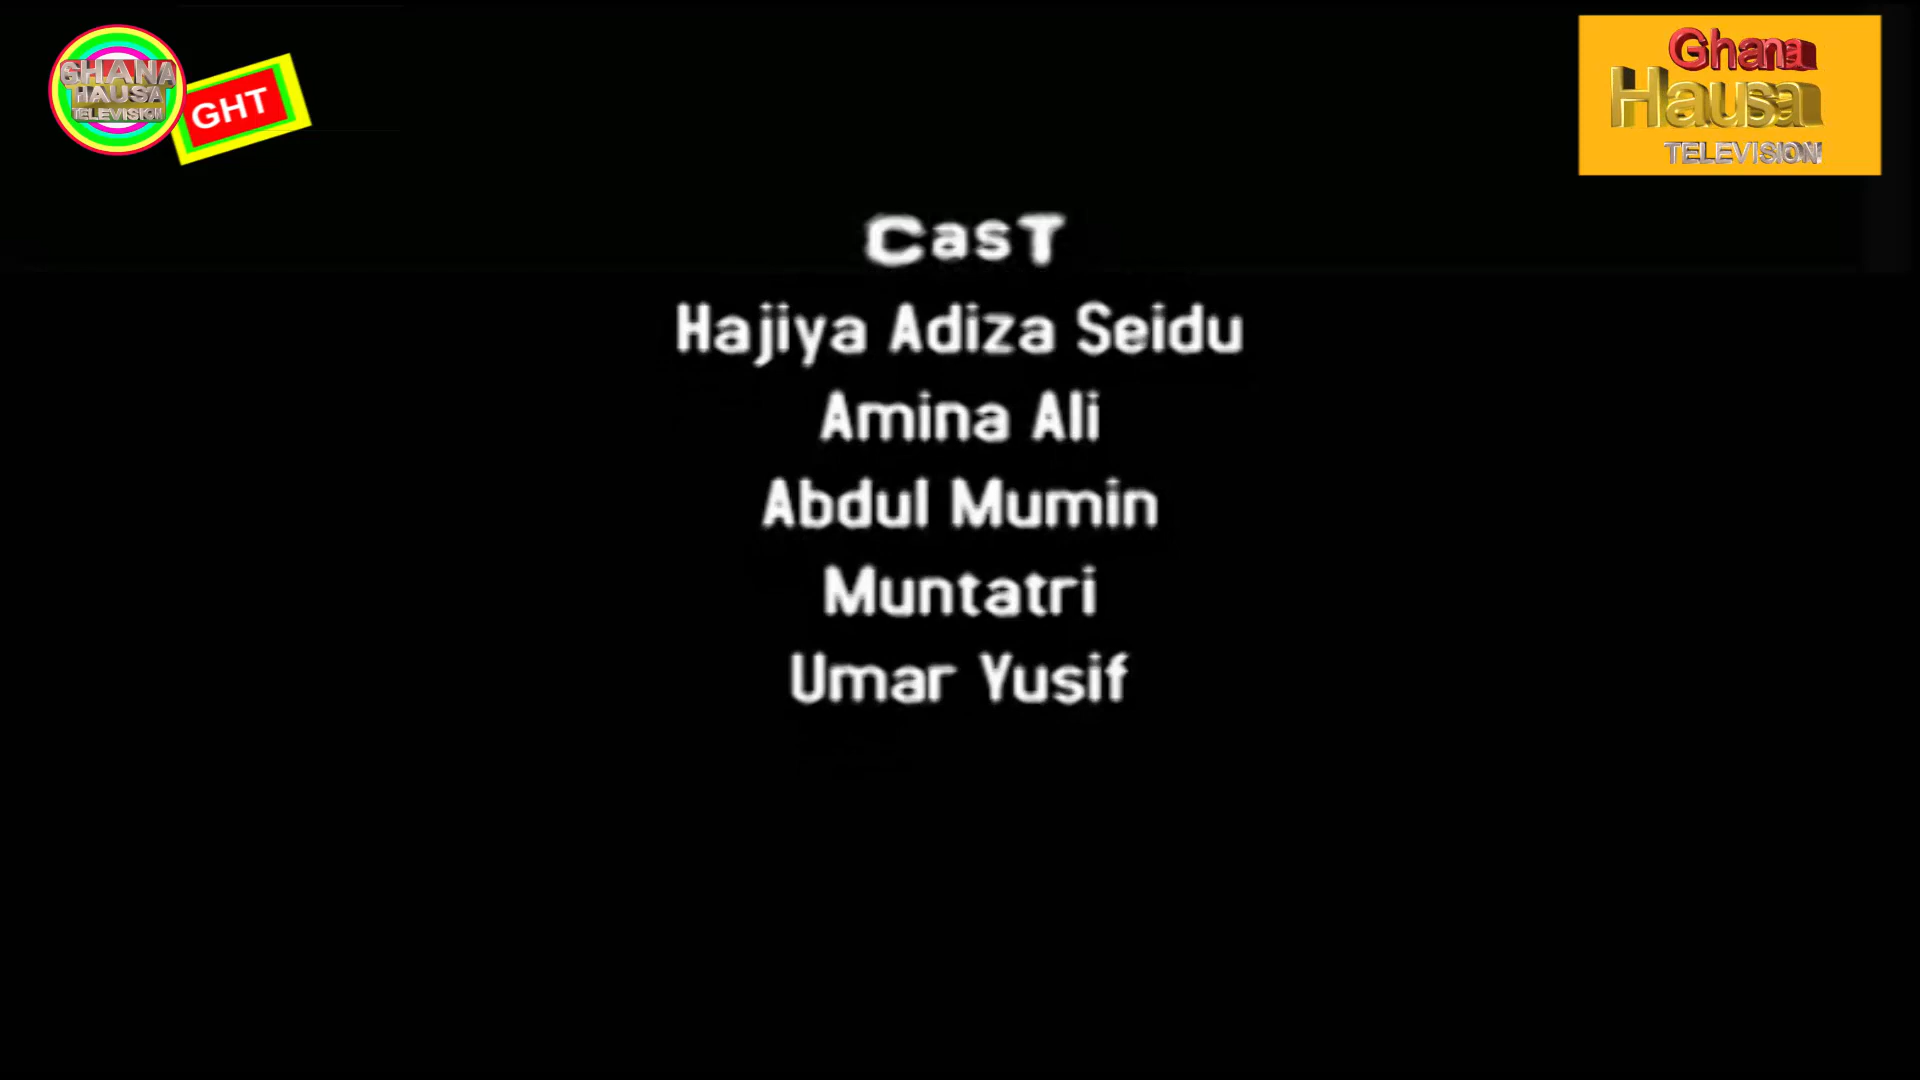 GHANA
HAUSA
TELEVISION
GHT
Ghana
Hausa
TELEVISION
CasT
Hajiya Adiza Seidu
Amina Ali
Abdul Mumin
Muntatri
Umar Yusif